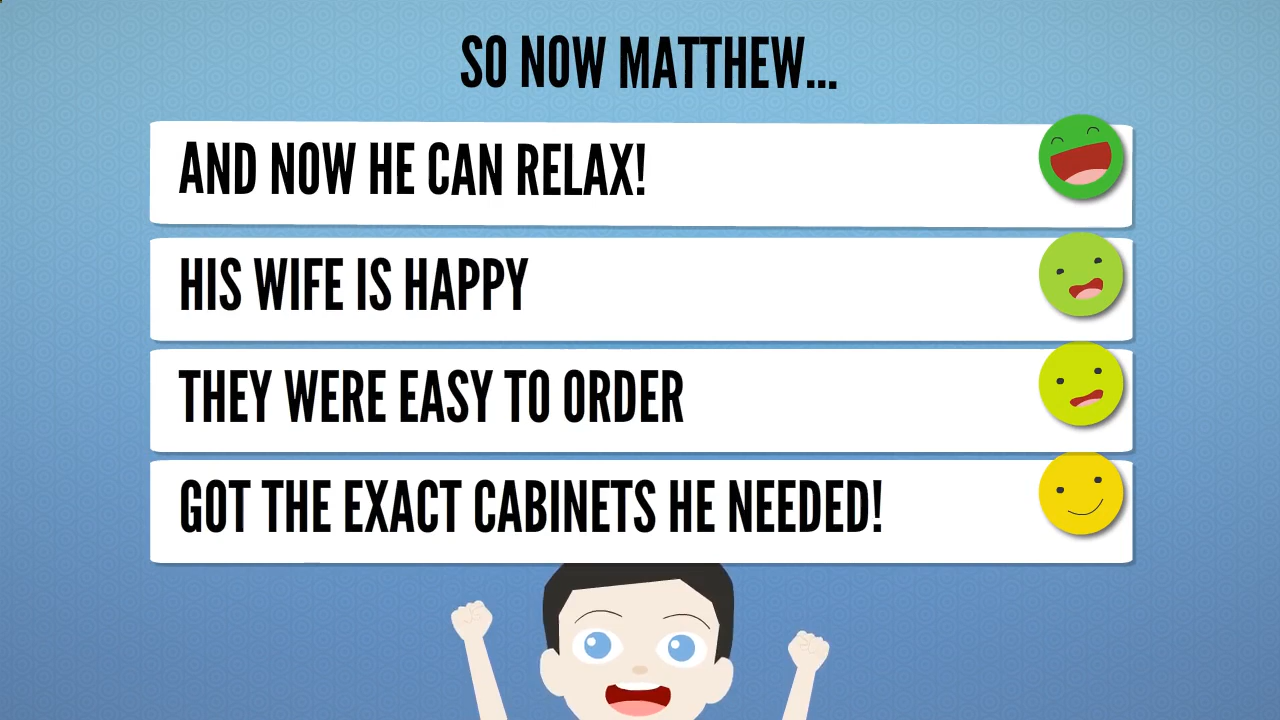 SO NOW MATTHEW...
AND NOW HE CAN RELAX!
HIS WIFE IS HAPPY
THEY WERE EASY TO ORDER
GOT THE EXACT CABINETS HE NEEDED!